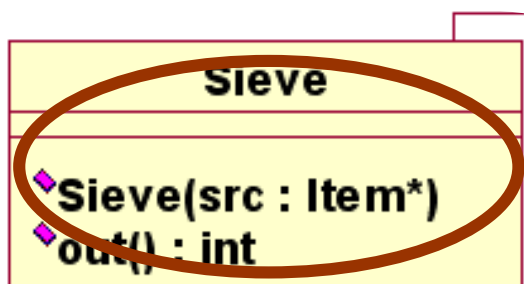 Sieve
Sieve(src : Item*)
out() : int